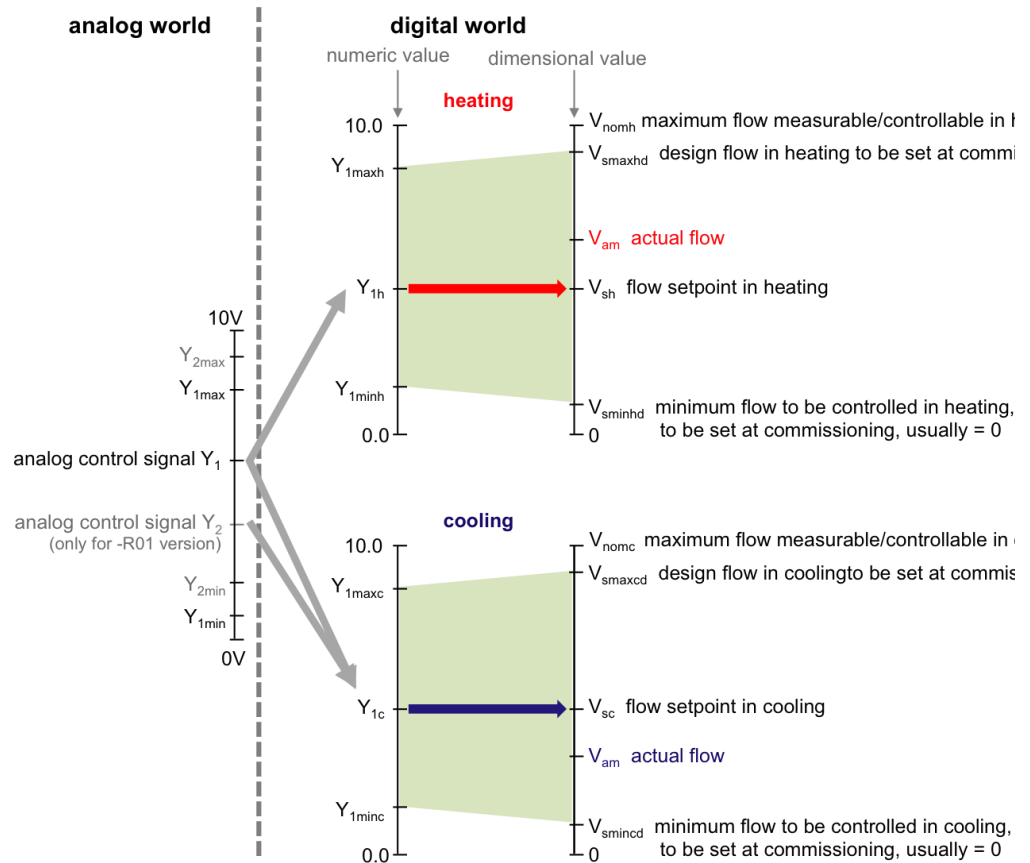 analog world
digital world
numeric value
dimensional value
heating
10.0
Y1maxh
Y1h
Y1minh
0.0
Vnomh maximum flow measurable/controllable in
Vsmaxhd design flow in heating to be set at
Vam actual flow
Vsh flow setpoint in heating
Vsminhd minimum flow to be controlled in heating,
to be set at commissioning, usually = 0
0
10V
Y2max
Y1max
analog control signal Y1
analog control signal Y2
(only for -R01 version)
Y2min
Y1min
0V
cooling
10.0
Y1maxc
Y1c
Y1minc
0.0
Vnomc maximum flow measurable/controllable in
Vsmaxcd design flow in coolingto be set at
Vsc flow setpoint in cooling
Vam actual flow
Vsmincd minimum flow to be controlled in cooling,
to be set at commissioning, usually = 0
0